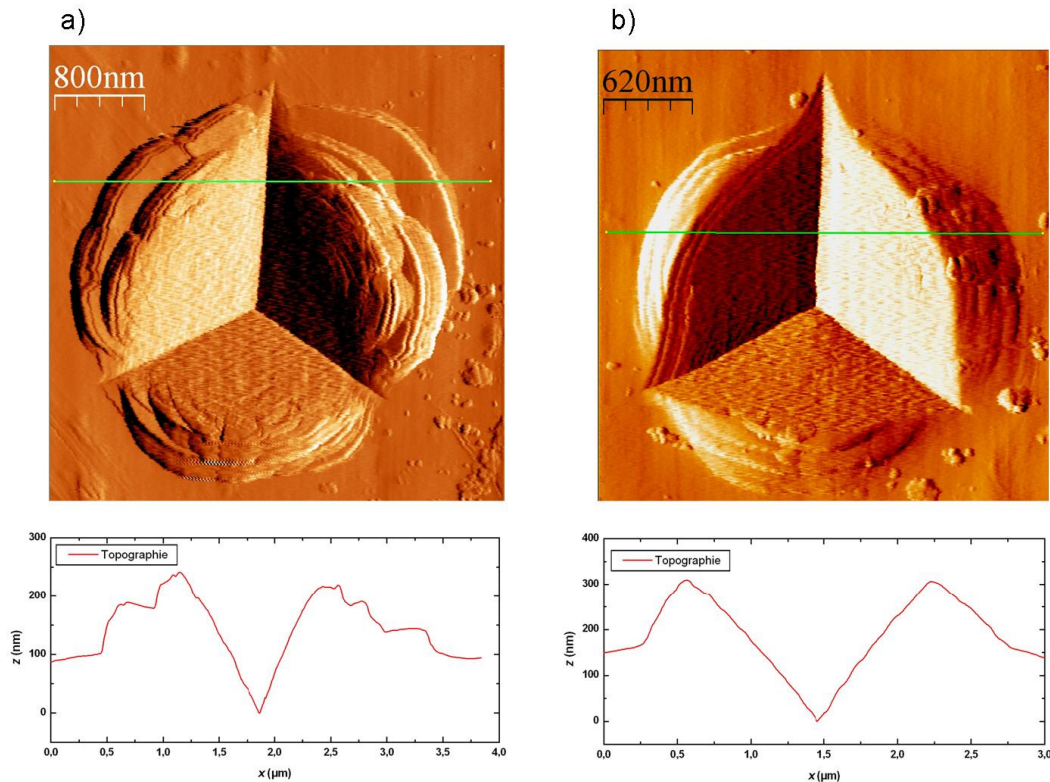 a)
800nm
300
200
100
0
z (nm)
Topographie
0,0 0,5 1,0 1,5 2,0 2,5 3,0 3,5 4,0
x (µm)
b)
620nm
400
300
200
100
0
z (nm)
Topographie
0,0 0,5 1,0 1,5 2,0 2,5 3,0
x (µm)